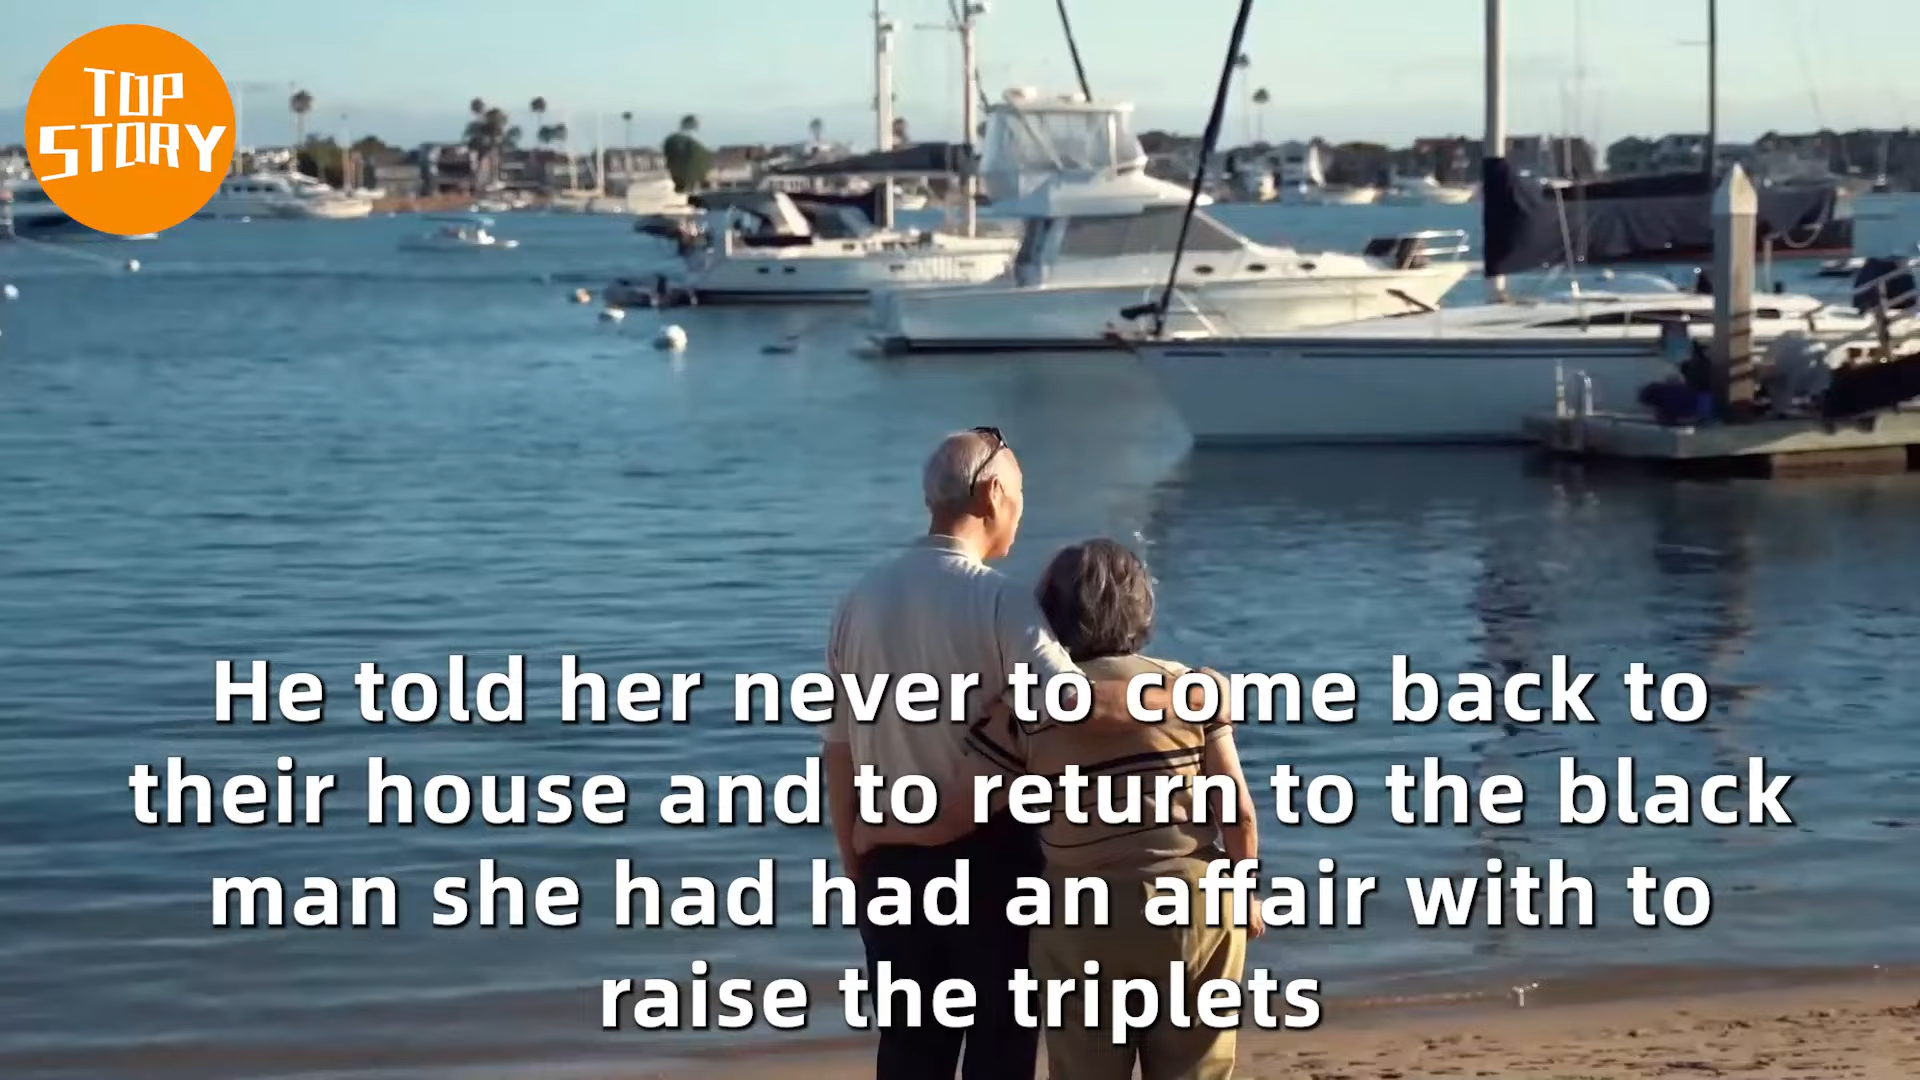 TOP
STORY
He told her never to come back to
their house and to return to the black
man she had had an affair with to
raise the triplets